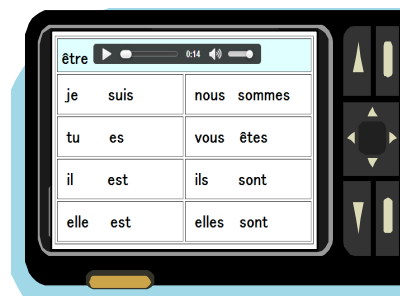 être 0:14
je suis nous sommes
tu es vous êtes
il est ils sont
elle est elles sont